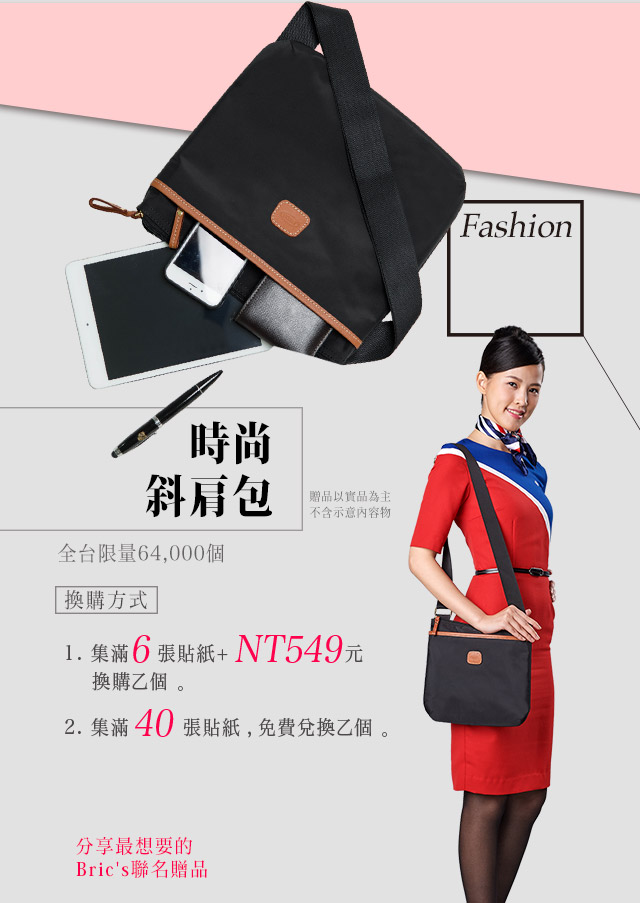 Fashion
時尚
斜肩包
贈品以實品為主
不含示意內容物
全台限量64,000個
換購方式
1. 集滿6張貼紙+ NT549元
換購乙個 。
2. 集滿 40 張貼紙 , 免費兌換乙個 。
分享最想要的
Bric's聯名贈品